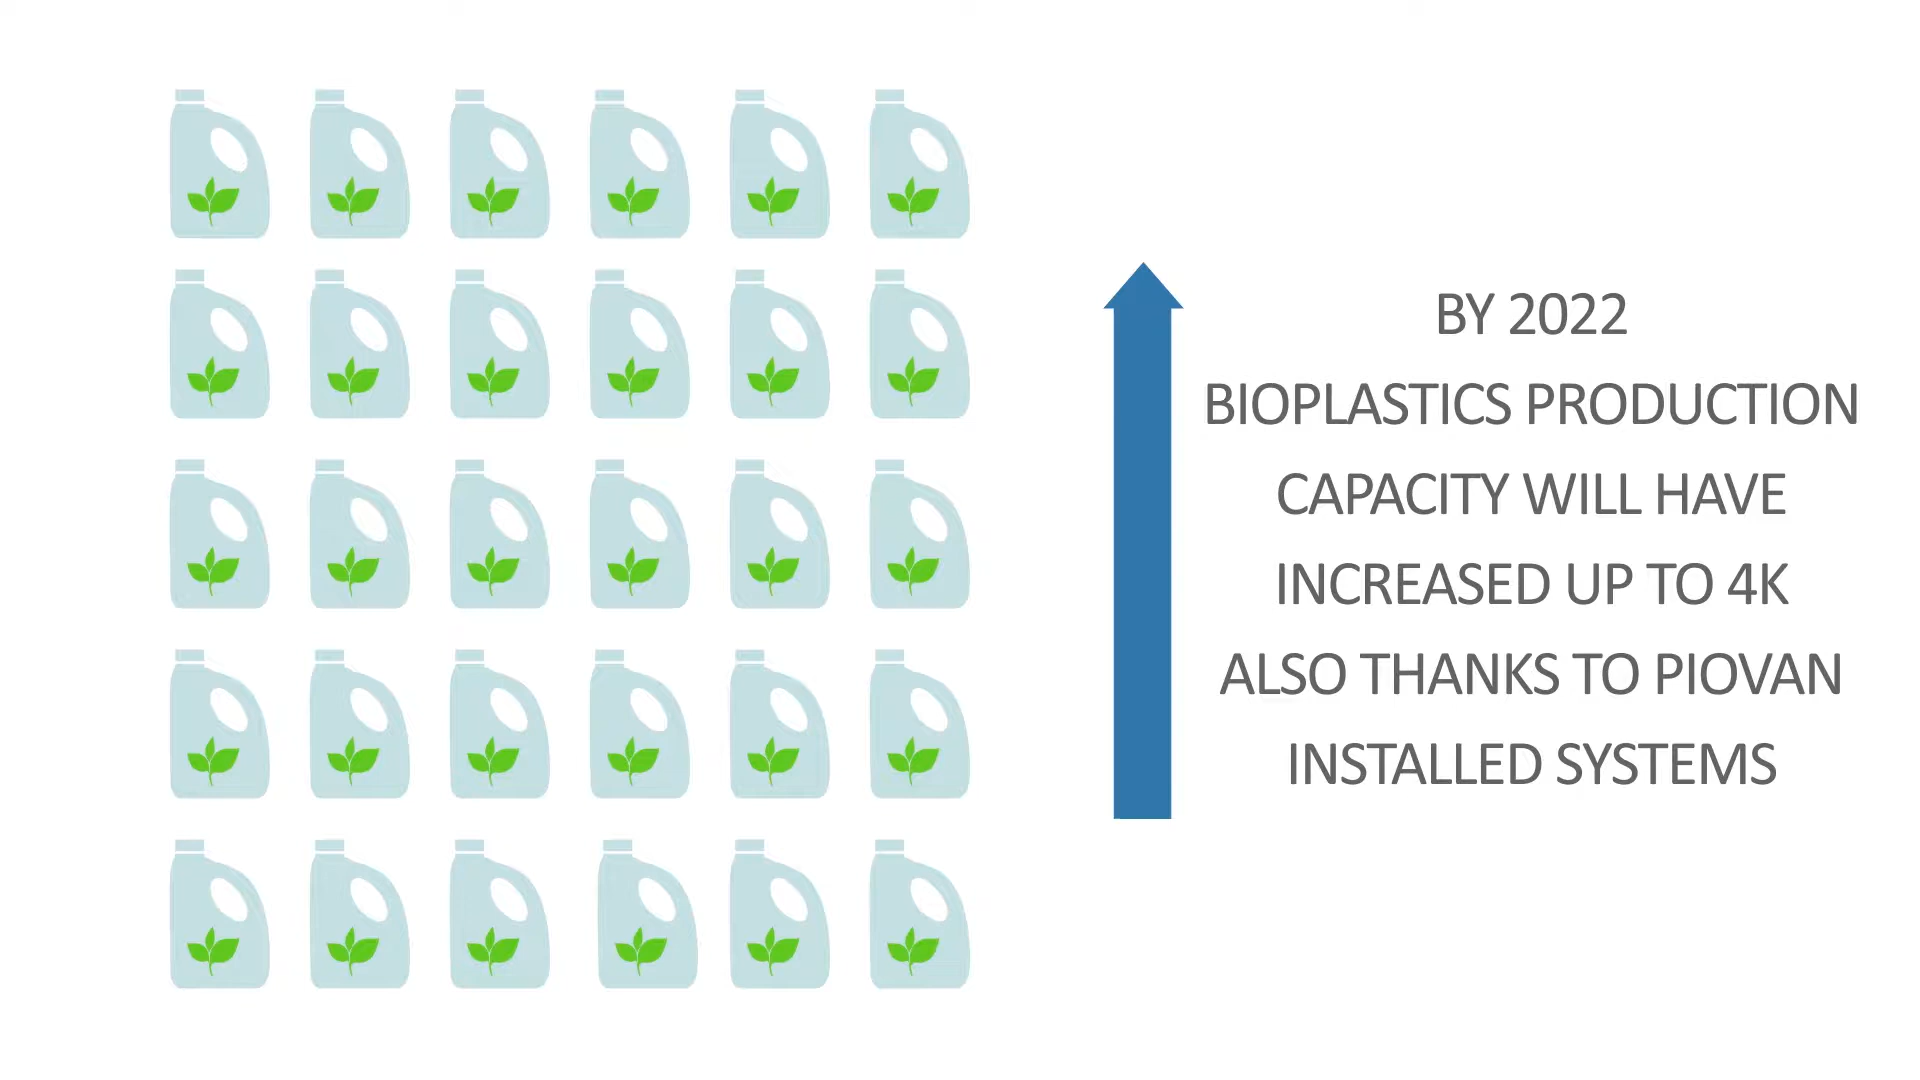 BY 2022
BIOPLASTICS PRODUCTION
CAPACITY WILL HAVE
INCREASED UP TO 4K
ALSO THANKS TO PIOVAN
INSTALLED SYSTEMS